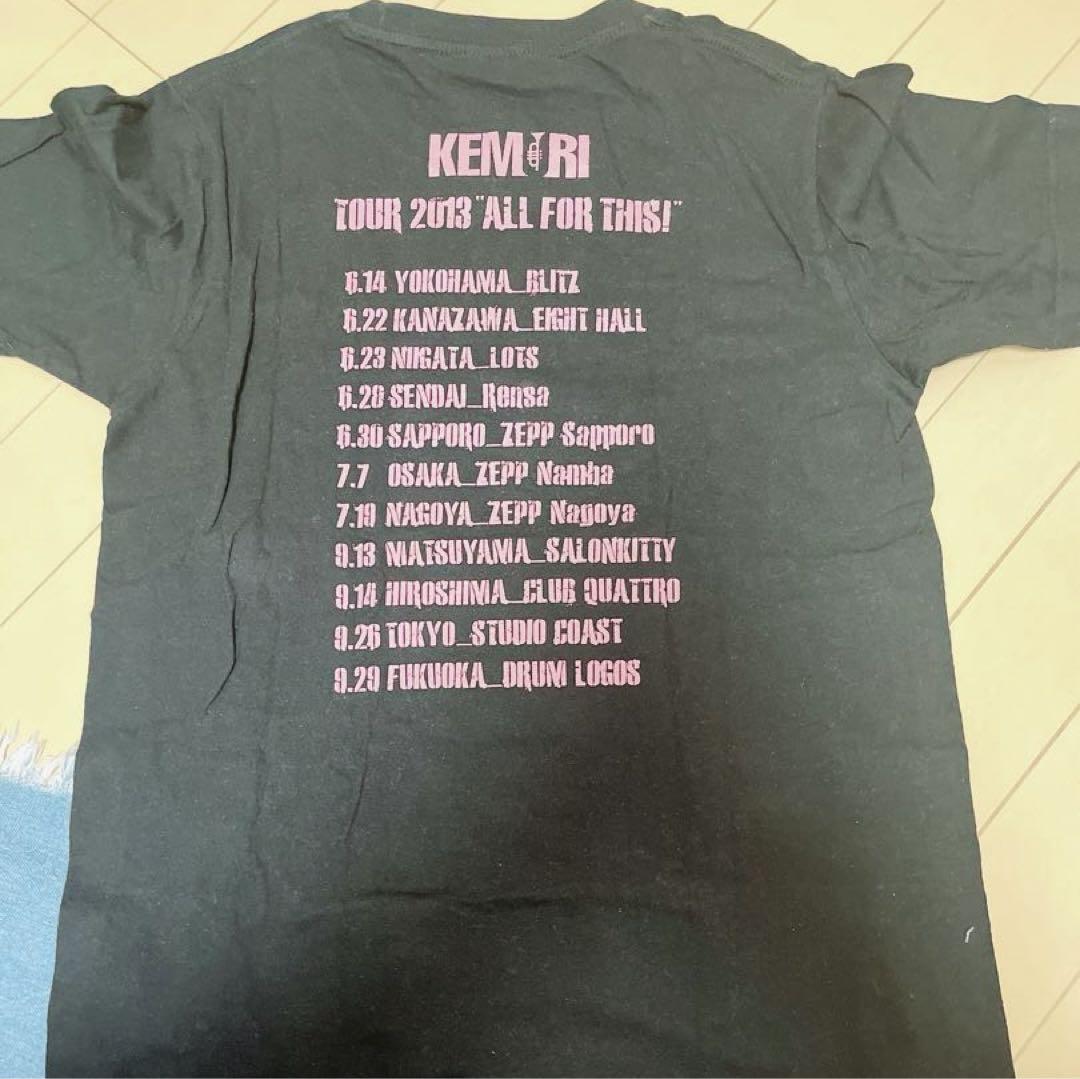 KEMURI
TOUR 2013 "ALL FOR THIS!"
6.14 YOKOHAMA_BLITZ
6.22 KANAZAWA_EIGHT HALL
6.23 NIIGATA_LOTS
6.28 SENDAI_Rensa
6.30 SAPPORO_ZEPP Sapporo
7.7 OSAKA_ZEPP Namba
7.19 NAGOYA_ZEPP Nagoya
9.13 MATSUYAMA_SALONKITTY
9.14 HIROSHIMA_CLUB QUATTRO
9.26 TOKYO_STUDIO COAST
9.29 FUKUOKA_DRUM LOGOS